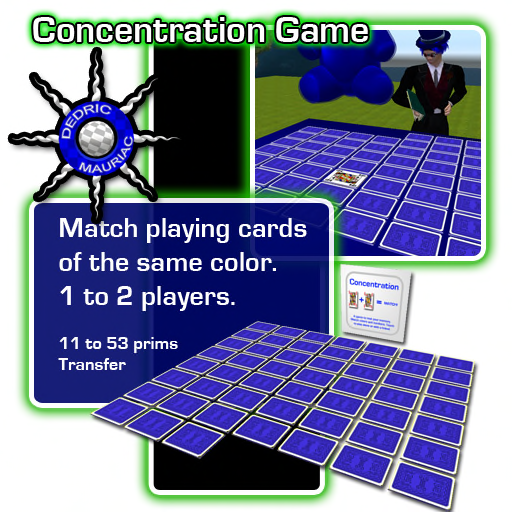 Concentration Game
DEDRIC
MAURIAC
Match playing cards
of the same color.
1 to 2 players.
11 to 53 prims
Transfer
Concentration
+ = MATCH